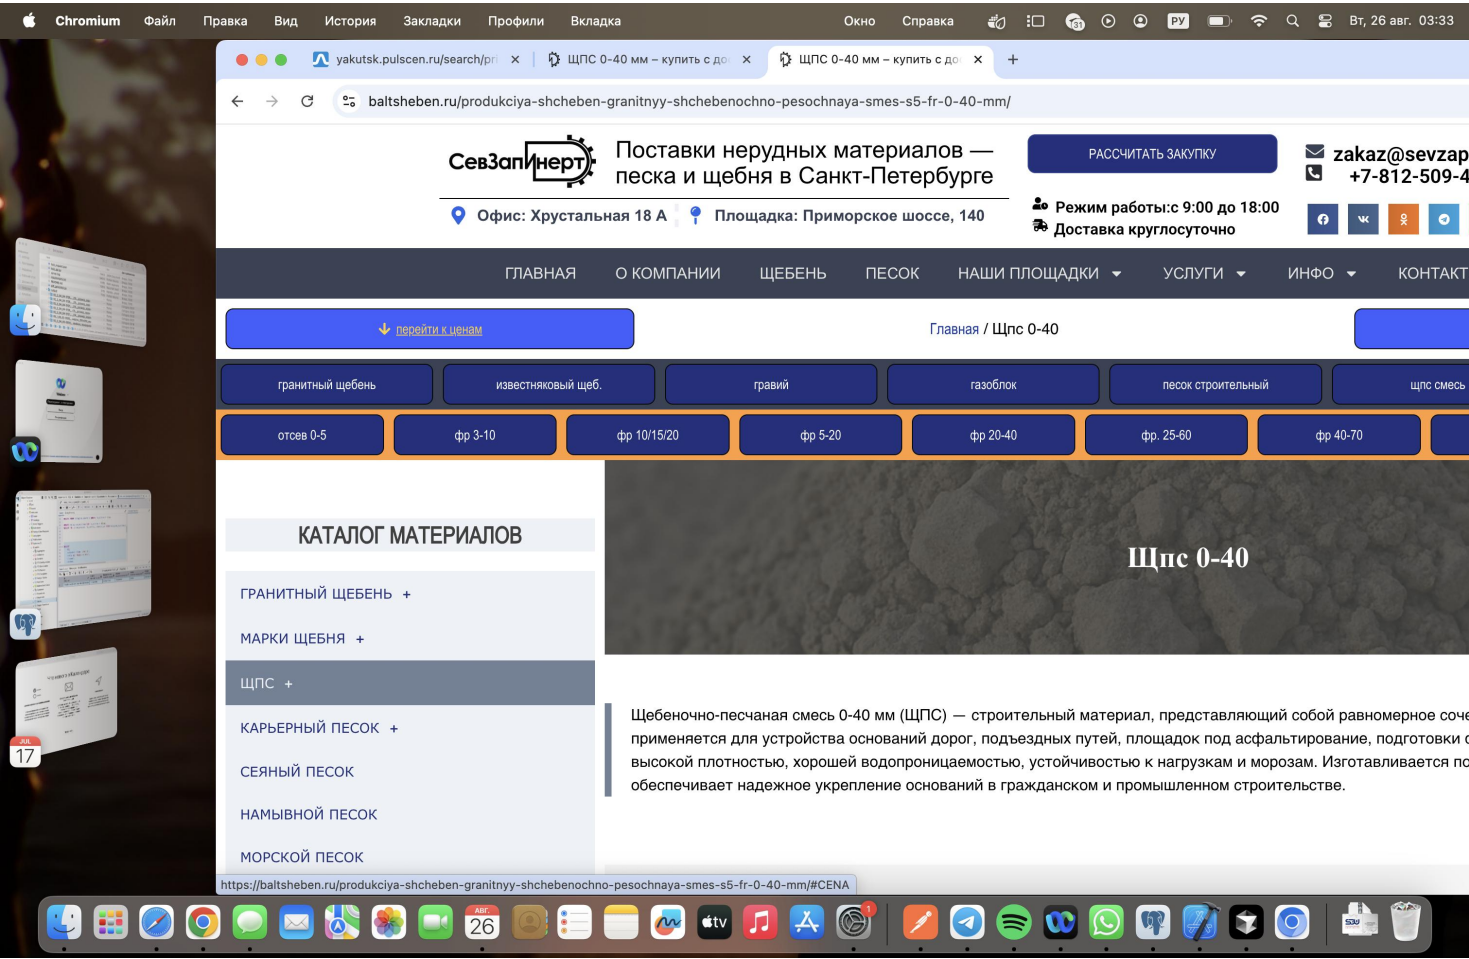 Chromium Файл Правка Вид История Закладки Профили Вкладка Окно Справка РУ Вт, 26 авг. 03:33
yakutsk.pulscen.ru/search/pri ЩПС 0-40 мм – купить с до ЩПС 0-40 мм – купить с до
baltsheben.ru/produkciya-shcheben-granitnyy-shchebenochno-pesochnaya-smes-s5-fr-0-40-mm/
СевЗапИнерт
Поставки нерудных материалов —
песка и щебня в Санкт-Петербурге
РАССЧИТАТЬ ЗАКУПКУ
zakaz@sevzap
+7-812-509-4
Офис: Хрустальная 18 А Площадка: Приморское шоссе, 140
Режим работы:с 9:00 до 18:00
Доставка круглосуточно
ГЛАВНАЯ О КОМПАНИИ ЩЕБЕНЬ ПЕСОК НАШИ ПЛОЩАДКИ УСЛУГИ ИНФО КОНТАКТ
перейти к ценам
Главная / Щпс 0-40
гранитный щебень известняковый щеб. гравий газоблок песок строительный щпс смесь
отсев 0-5 фр 3-10 фр 10/15/20 фр 5-20 фр 20-40 фр. 25-60 фр 40-70
КАТАЛОГ МАТЕРИАЛОВ
ГРАНИТНЫЙ ЩЕБЕНЬ +
МАРКИ ЩЕБНЯ +
ЩПС +
КАРЬЕРНЫЙ ПЕСОК +
СЕЯНЫЙ ПЕСОК
НАМЫВНОЙ ПЕСОК
МОРСКОЙ ПЕСОК
Щпс 0-40
Щебеночно-песчаная смесь 0-40 мм (ЩПС) — строительный материал, представляющий собой равномерное соче
применяется для устройства оснований дорог, подъездных путей, площадок под асфальтирование, подготовки о
высокой плотностью, хорошей водопроницаемостью, устойчивостью к нагрузкам и морозам. Изготавливается по
обеспечивает надежное укрепление оснований в гражданском и промышленном строительстве.
https://baltsheben.ru/produkciya-shcheben-granitnyy-shchebenochno-pesochnaya-smes-s5-fr-0-40-mm/#CENA
JUL
17
АВГ.
26
tv
1